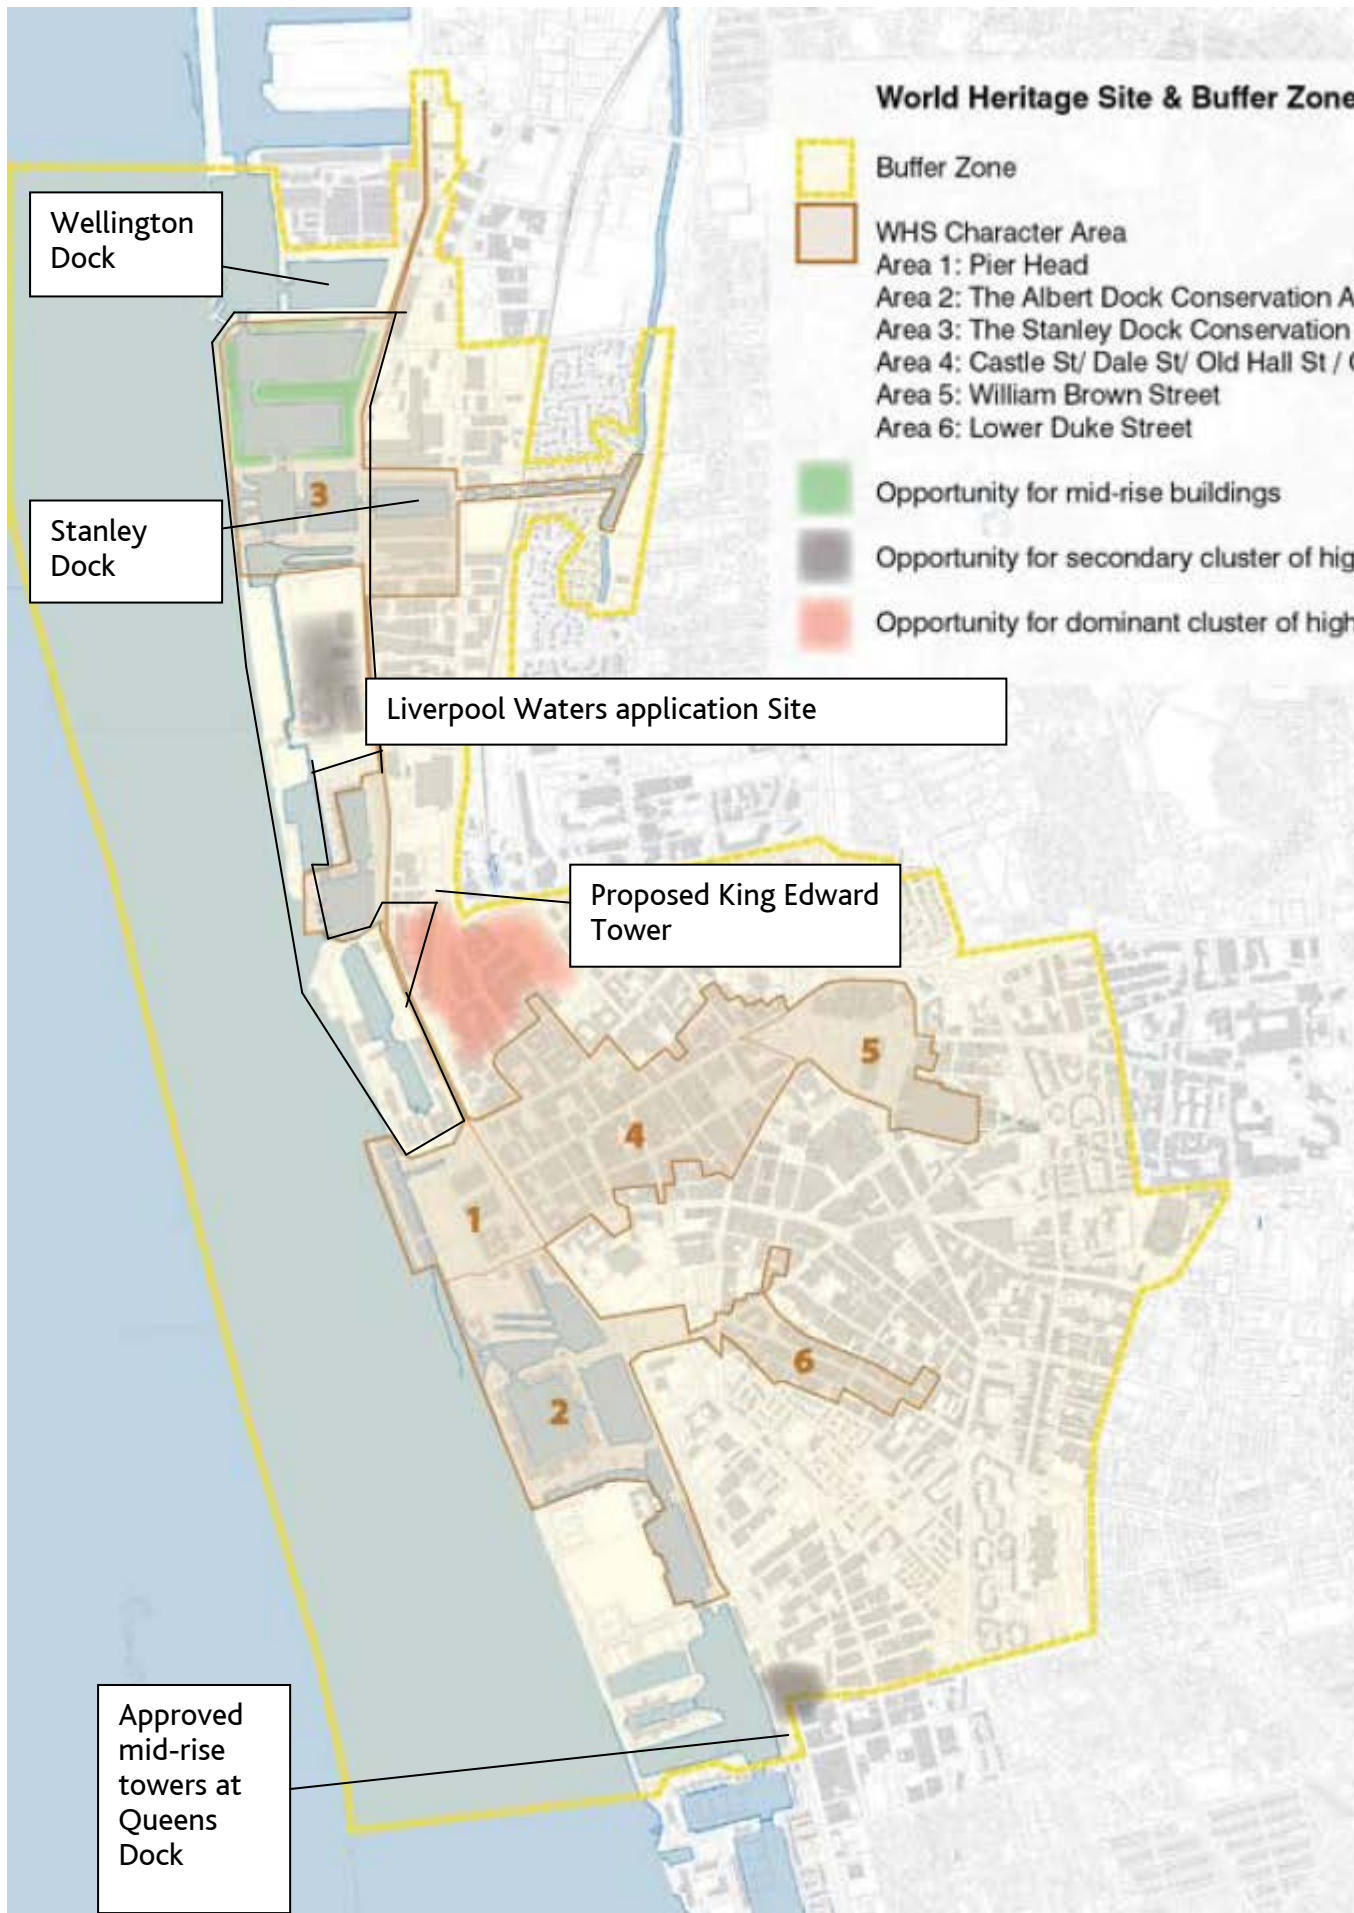 World Heritage Site & Buffer Zone
Buffer Zone
WHS Character Area
Area 1: Pier Head
Area 2: The Albert Dock Conservation A
Area 3: The Stanley Dock Conservation
Area 4: Castle St/ Dale St/ Old Hall St /
Area 5: William Brown Street
Area 6: Lower Duke Street
Opportunity for mid-rise buildings
Opportunity for secondary cluster of hig
Opportunity for dominant cluster of high
Wellington
Dock
3
Stanley
Dock
Liverpool Waters application Site
Proposed King Edward
Tower
5
4
1
6
2
Approved
mid-rise
towers at
Queens
Dock